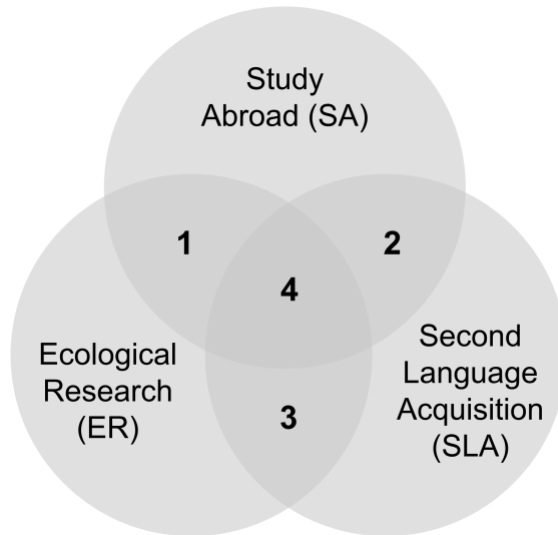 Study
Abroad (SA)
1
2
4
Ecological
Research
(ER)
Second
Language
Acquisition
(SLA)
3